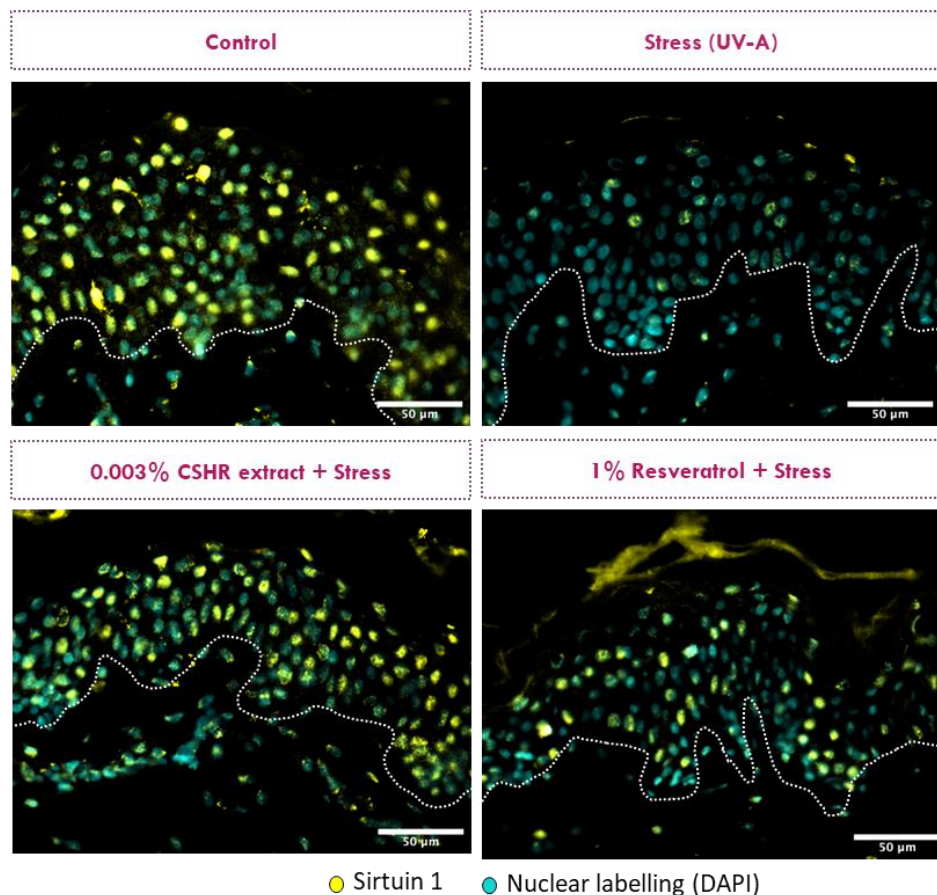 Control
Stress (UV-A)
50 µm
50 µm
0.003% CSHR extract + Stress
1% Resveratrol + Stress
50 µm
50 µm
Sirtuin 1
Nuclear labelling (DAPI)